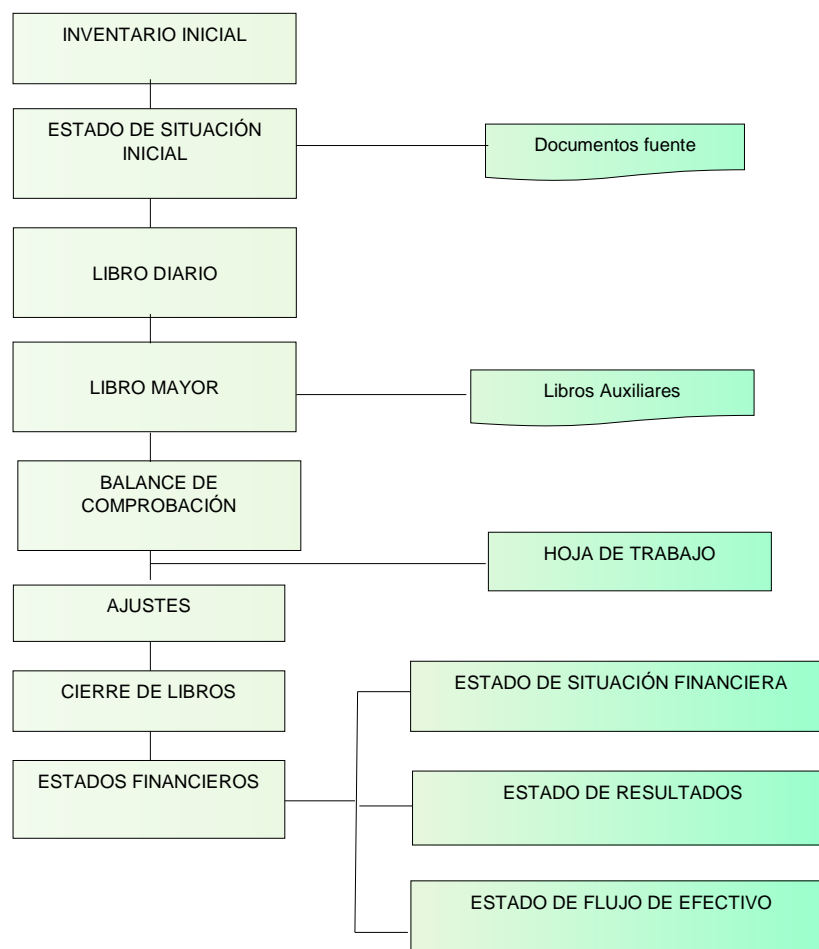 INVENTARIO INICIAL
ESTADO DE SITUACIÓN
INICIAL
Documentos fuente
LIBRO DIARIO
LIBRO MAYOR
Libros Auxiliares
BALANCE DE
COMPROBACIÓN
HOJA DE TRABAJO
AJUSTES
CIERRE DE LIBROS
ESTADO DE SITUACIÓN FINANCIERA
ESTADOS FINANCIEROS
ESTADO DE RESULTADOS
ESTADO DE FLUJO DE EFECTIVO